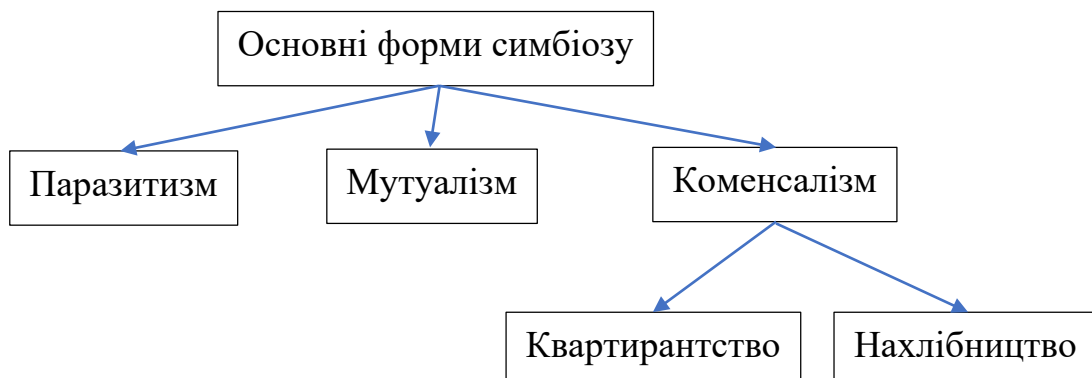 Основні форми симбіозу
Паразитизм
Мутуалізм
Коменсалізм
Квартирантство
Нахлібництво